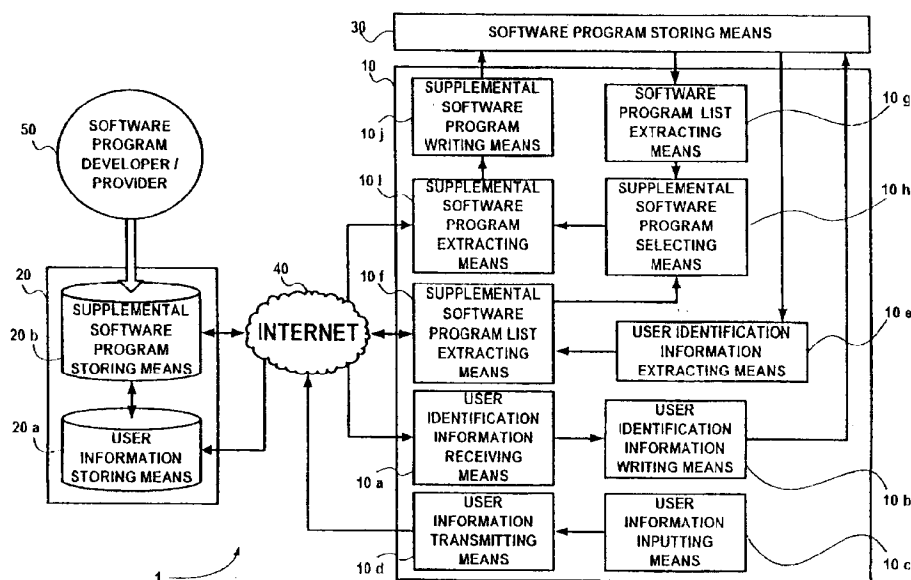 30
SOFTWARE PROGRAM STORING MEANS
10
SUPPLEMENTAL
SOFTWARE
PROGRAM
WRITING MEANS
10 j
SOFTWARE
PROGRAM LIST
EXTRACTING
MEANS
10 g
50
SOFTWARE
PROGRAM
DEVELOPER /
PROVIDER
10 i
SUPPLEMENTAL
SOFTWARE
PROGRAM
EXTRACTING
MEANS
SUPPLEMENTAL
SOFTWARE
PROGRAM
SELECTING
MEANS
10 h
20
SUPPLEMENTAL
SOFTWARE
PROGRAM
STORING MEANS
20 b
40
INTERNET
10 f
SUPPLEMENTAL
SOFTWARE
PROGRAM LIST
EXTRACTING
MEANS
USER IDENTIFICATION
INFORMATION
EXTRACTING MEANS
10 e
20 a
USER
INFORMATION
STORING MEANS
USER
IDENTIFICATION
INFORMATION
RECEIVING
MEANS
10 a
USER
IDENTIFICATION
INFORMATION
WRITING MEANS
10 b
USER
INFORMATION
TRANSMITTING
MEANS
10 d
USER
INFORMATION
INPUTTING
MEANS
10 c
1